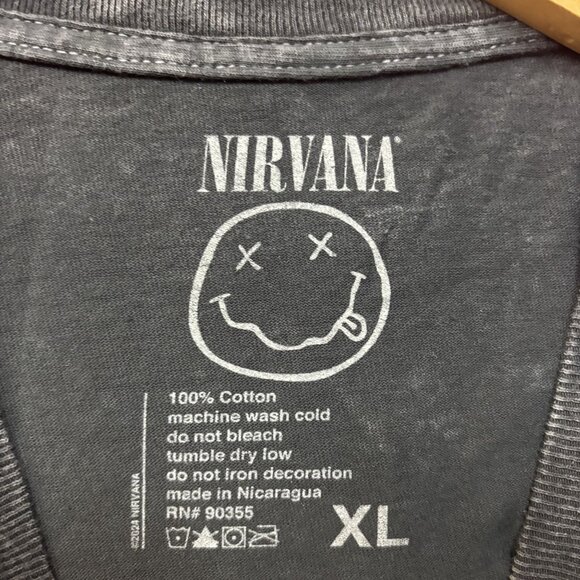 NIRVANA®
100% Cotton
machine wash cold
do not bleach
tumble dry low
do not iron decoration
made in Nicaragua
RN# 90355
XL
©2024 NIRVANA